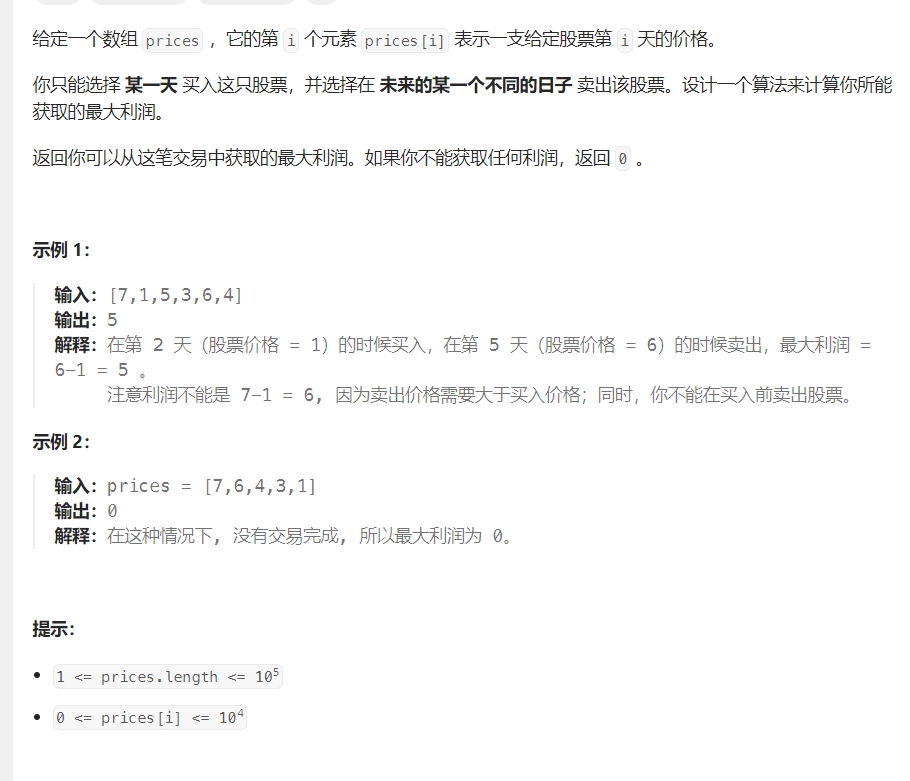 给定一个数组 prices ，它的第 i 个元素 prices[i] 表示一支给定股票第 i 天的价格。
你只能选择 某一天 买入这只股票，并选择在 未来的某一个不同的日子 卖出该股票。设计一个算法来计算你所能
获取的最大利润。
返回你可以从这笔交易中获取的最大利润。如果你不能获取任何利润，返回 0 。
示例 1：
输入：[7,1,5,3,6,4]
输出：5
解释：在第 2 天（股票价格 = 1）的时候买入，在第 5 天（股票价格 = 6）的时候卖出，最大利润 =
6-1 = 5 。
注意利润不能是 7-1 = 6, 因为卖出价格需要大于买入价格；同时，你不能在买入前卖出股票。
示例 2：
输入：prices = [7,6,4,3,1]
输出：0
解释：在这种情况下, 没有交易完成, 所以最大利润为 0。
提示：
1 <= prices.length <= 10⁵
0 <= prices[i] <= 10⁴